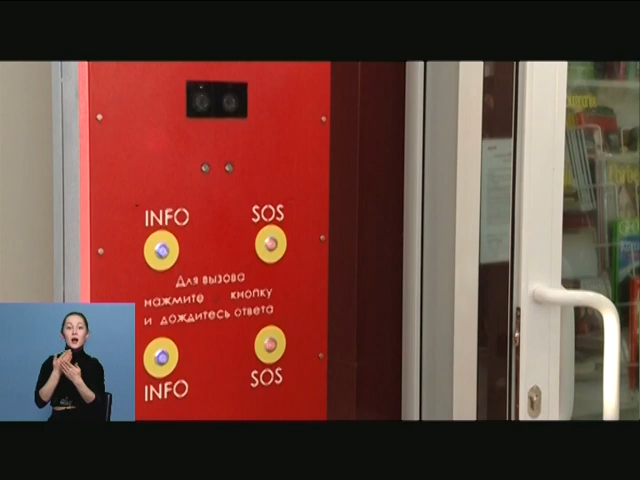 INFO SOS
Для вызова
нажмите кнопку
и дождитесь ответа
INFO SOS